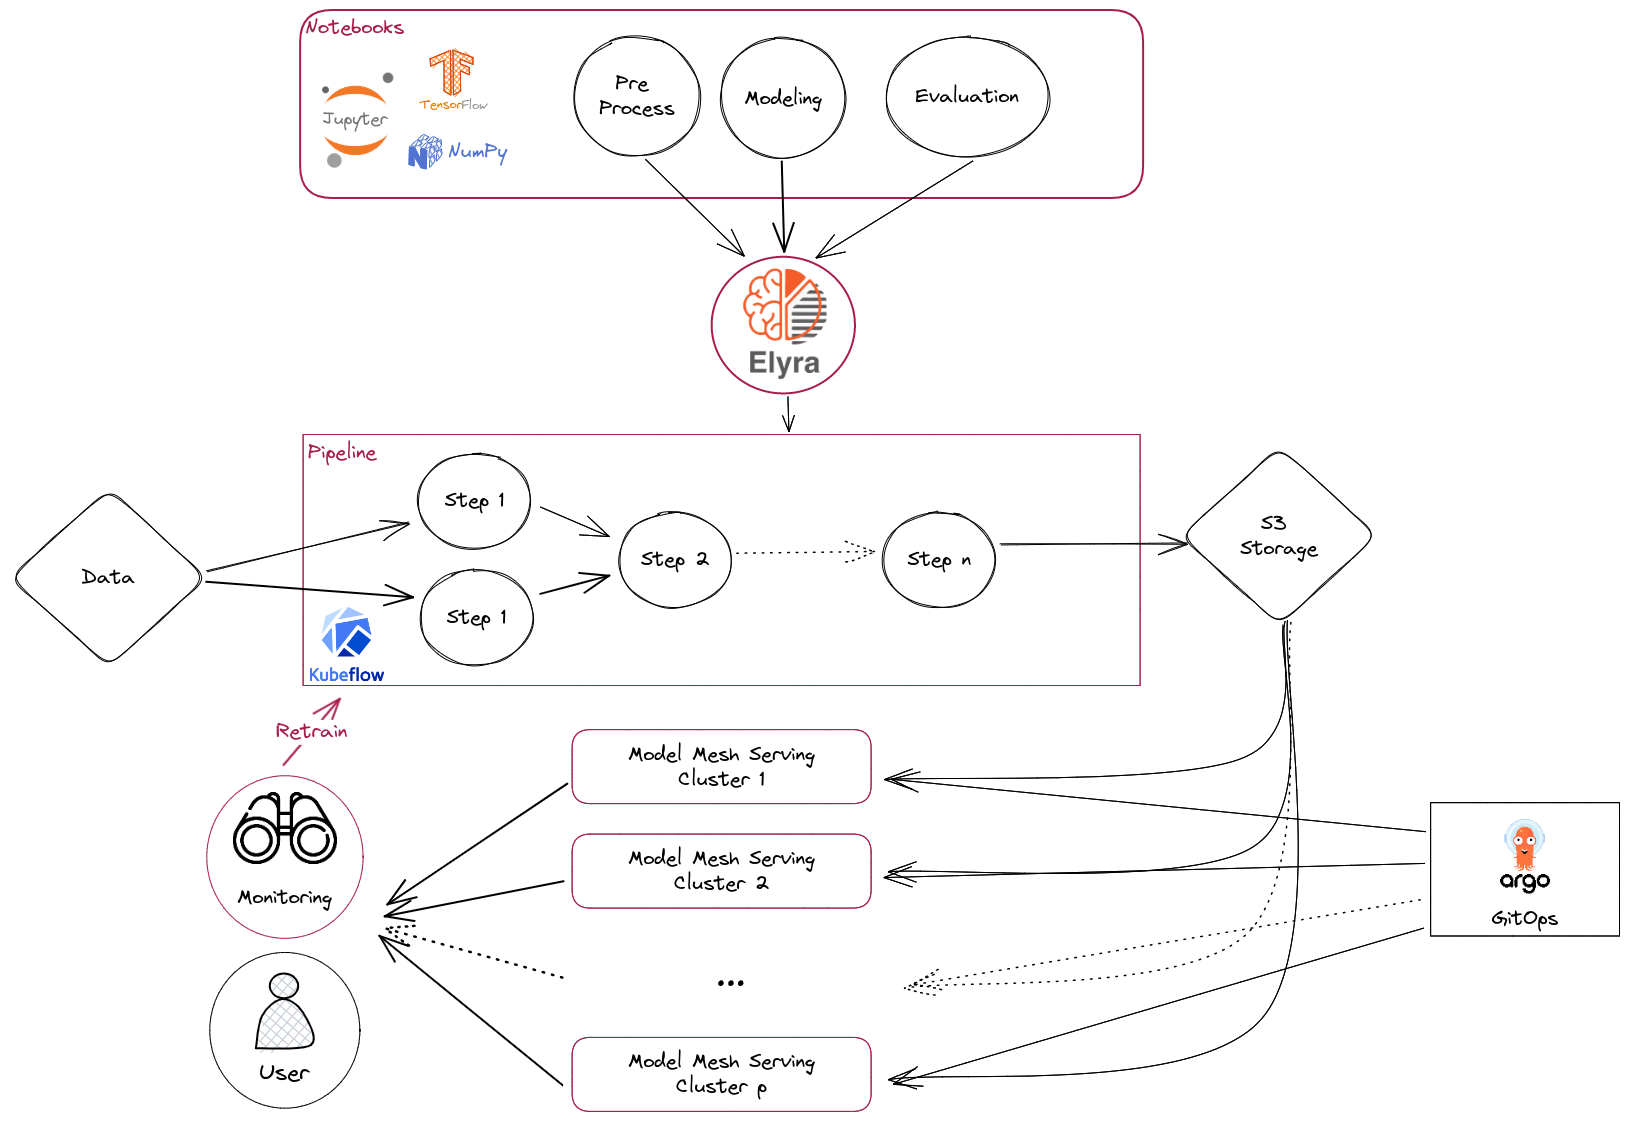 Notebooks
Jupyter
TensorFlow
NumPy
Pre
Process
Modeling
Evaluation
Elyra
Pipeline
Data
Step 1
Step 1
Step 2
Step n
S3
Storage
Kubeflow
Retrain
Monitoring
User
Model Mesh Serving
Cluster 1
Model Mesh Serving
Cluster 2
...
Model Mesh Serving
Cluster p
argo
GitOps